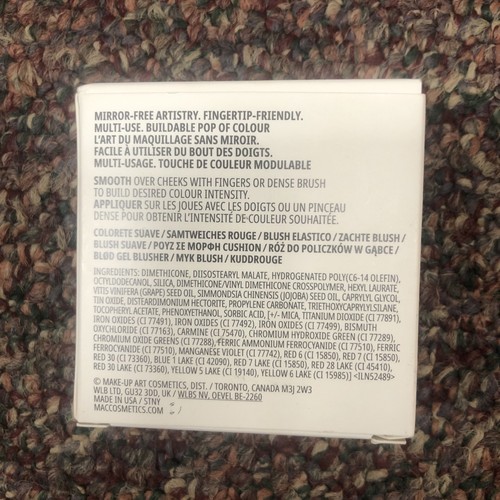 MIRROR-FREE ARTISTRY. FINGERTIP-FRIENDLY.
MULTI-USE. BUILDABLE POP OF COLOUR
L'ART DU MAQUILLAGE SANS MIROIR.
FACILE À UTILISER DU BOUT DES DOIGTS.
MULTI-USAGE. TOUCHE DE COULEUR MODULABLE
SMOOTH OVER CHEEKS WITH FINGERS OR DENSE BRUSH
TO BUILD DESIRED COLOUR INTENSITY.
APPLIQUER SUR LES JOUES AVEC LES DOIGTS OU UN PINCEAU
DENSE POUR OBTENIR L'INTENSITÉ DE COULEUR SOUHAITÉE.
COLORETE SUAVE / SAMTWEICHES ROUGE / BLUSH ELASTICO / ZACHTE BLUSH /
BLUSH SUAVE / ΡΟΥΖ ΣΕ ΜΟΡΦΗ CUSHION / RÓŻ DO POLICZKÓW W GĄBCE /
BLØD GEL BLUSHER / MYK BLUSH / KUDDROUGE
INGREDIENTS: DIMETHICONE, DIISOSTEARYL MALATE, HYDROGENATED POLY(C6-14 OLEFIN),
OCTYLDODECANOL, SILICA, DIMETHICONE/VINYL DIMETHICONE CROSSPOLYMER, HEXYL LAURATE,
VITIS VINIFERA (GRAPE) SEED OIL, SIMMONDSIA CHINENSIS (JOJOBA) SEED OIL, CAPRYLYL GLYCOL,
TIN OXIDE, DISTEARDIMONIUM HECTORITE, PROPYLENE CARBONATE, TRIETHOXYCAPRYLYLSILANE,
TOCOPHERYL ACETATE, PHENOXYETHANOL, SORBIC ACID, [+/- MICA, TITANIUM DIOXIDE (CI 77891),
IRON OXIDES (CI 77491), IRON OXIDES (CI 77492), IRON OXIDES (CI 77499), BISMUTH
OXYCHLORIDE (CI 77163), CARMINE (CI 75470), CHROMIUM HYDROXIDE GREEN (CI 77289),
CHROMIUM OXIDE GREENS (CI 77288), FERRIC AMMONIUM FERROCYANIDE (CI 77510), FERRIC
FERROCYANIDE (CI 77510), MANGANESE VIOLET (CI 77742), RED 6 (CI 15850), RED 7 (CI 15850),
RED 30 (CI 73360), BLUE 1 LAKE (CI 42090), RED 7 LAKE (CI 15850), RED 28 LAKE (CI 45410),
RED 30 LAKE (CI 73360), YELLOW 5 LAKE (CI 19140), YELLOW 6 LAKE (CI 15985)] <ILN52489>
© MAKE-UP ART COSMETICS, DIST. / TORONTO, CANADA M3J 2W3
WLB LTD, GU32 3DD, UK / WLBS NV, OEVEL BE-2260
MADE IN USA / STNY
MACCOSMETICS.COM